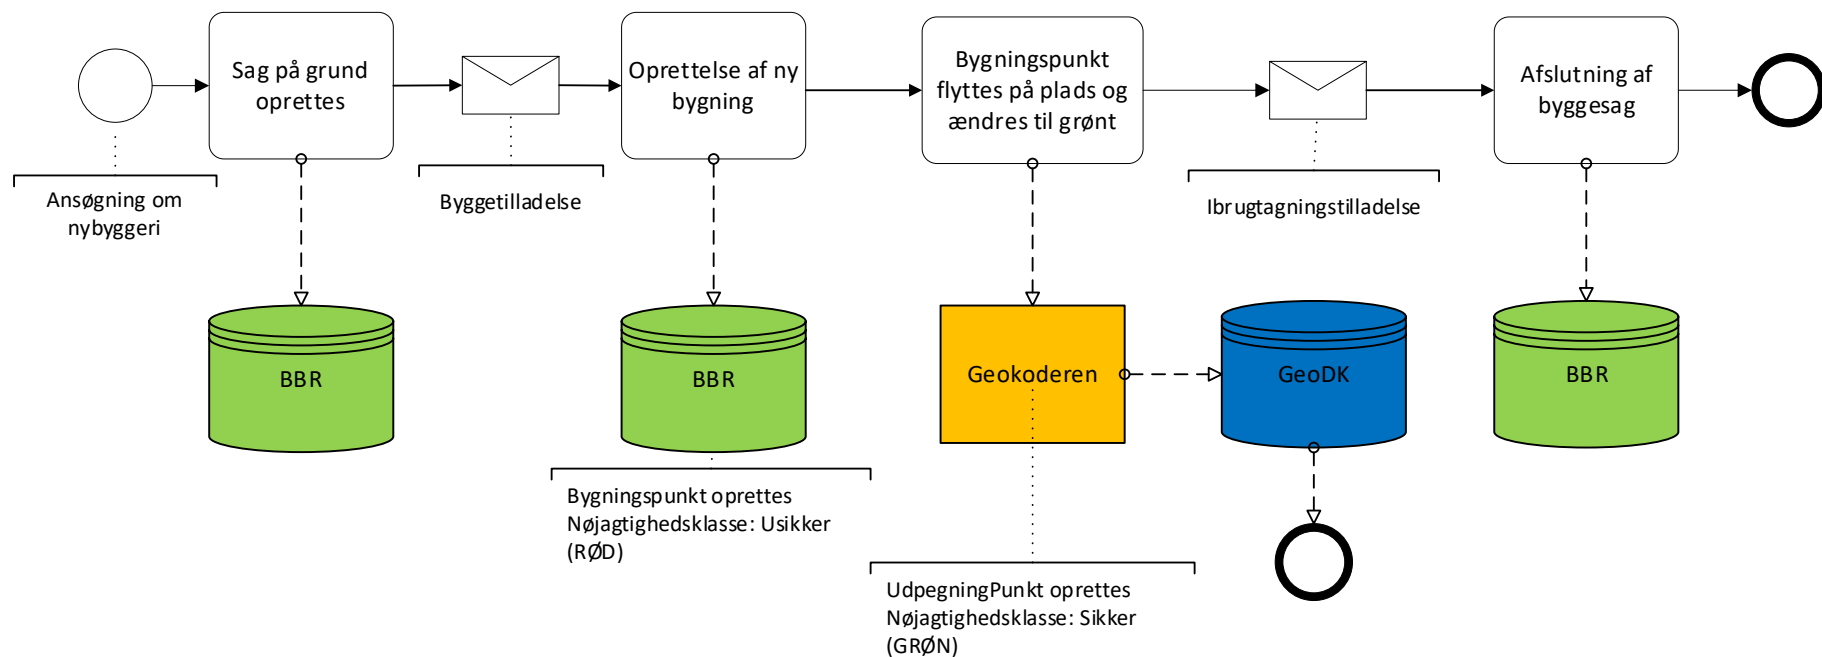 Sag på grund
oprettes
Oprettelse af ny
bygning
Bygningspunkt
flyttes på plads og
ændres til grønt
Afslutning af
byggesag
Ansøgning om
nybyggeri
Byggetilladelse
Ibrugtagningstilladelse
BBR
BBR
Geokoderen
GeoDK
BBR
Bygningspunkt oprettes
Nøjagtighedsklasse: Usikker
(RØD)
UdpegningPunkt oprettes
Nøjagtighedsklasse: Sikker
(GRØN)